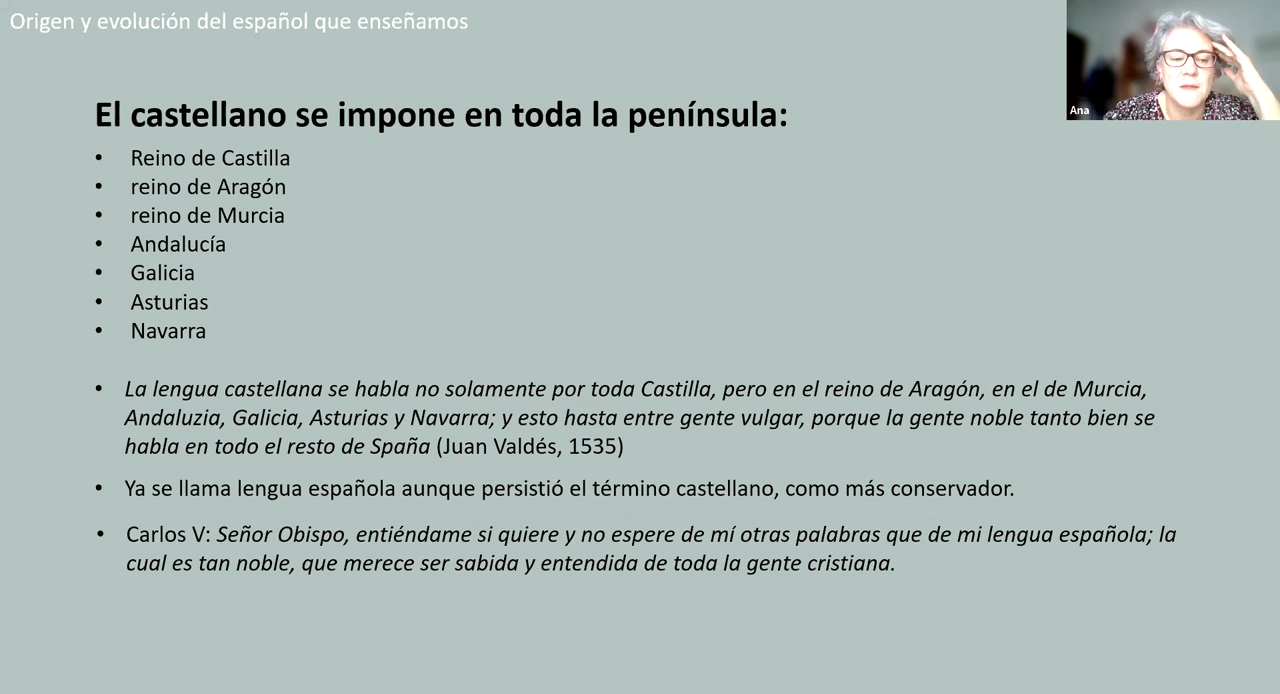 Origen y evolución del español que enseñamos
Ana
El castellano se impone en toda la península:
• Reino de Castilla
• reino de Aragón
• reino de Murcia
• Andalucía
• Galicia
• Asturias
• Navarra
• La lengua castellana se habla no solamente por toda Castilla, pero en el reino de Aragón, en el de Murcia,
Andaluzia, Galicia, Asturias y Navarra; y esto hasta entre gente vulgar, porque la gente noble tanto bien se
habla en todo el resto de Spaña (Juan Valdés, 1535)
• Ya se llama lengua española aunque persistió el término castellano, como más conservador.
• Carlos V: Señor Obispo, entiéndame si quiere y no espere de mí otras palabras que de mi lengua española; la
cual es tan noble, que merece ser sabida y entendida de toda la gente cristiana.